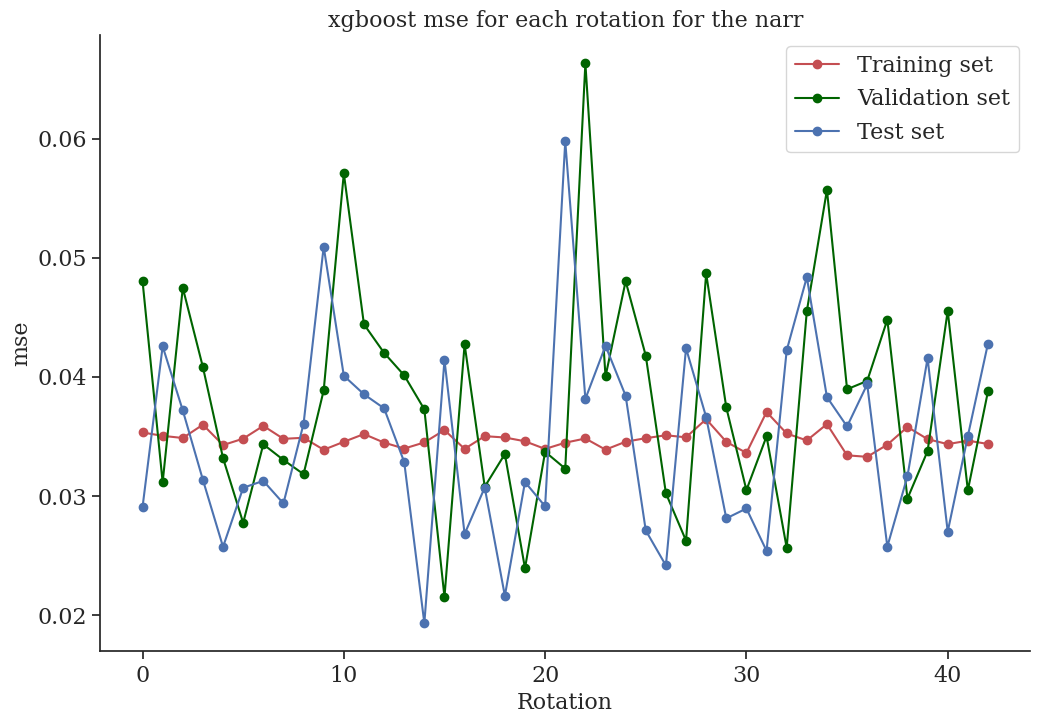 xgboost mse for each rotation for the narr
Training set
Validation set
Test set
0.06
0.05
0.04
0.03
0.02
mse
0 10 20 30 40
Rotation